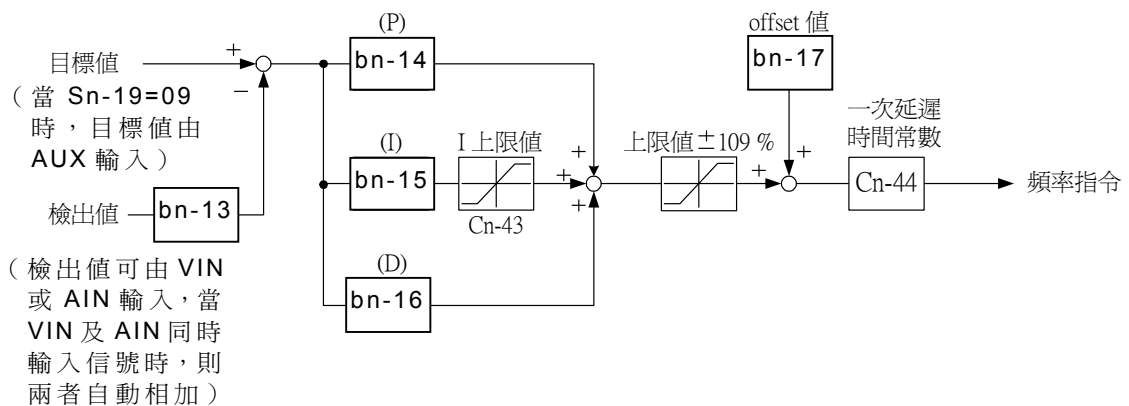 目標值
+
−
（當 Sn-19=09
時，目標值由
AUX 輸入）
檢出值
bn-13
（檢出值可由 VIN
或 AIN 輸入，當
VIN 及 AIN 同時
輸入信號時，則
兩者自動相加）
(P)
bn-14
(I)
bn-15
I 上限值
Cn-43
(D)
bn-16
+
+
+
上限值±109 %
offset 值
bn-17
+
+
一次延遲
時間常數
Cn-44
頻率指令